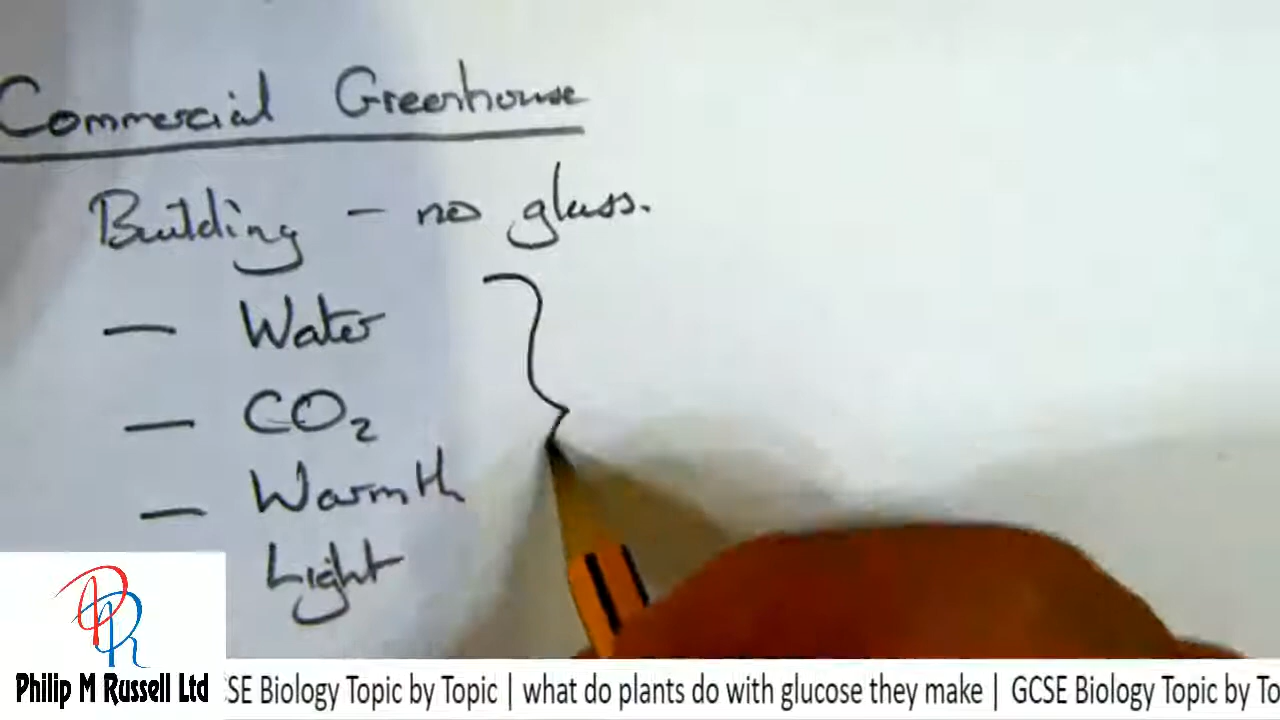 Commercial Greenhouse
Building – no glass.
— Water
— CO₂
— Warmth
Light
Philip M Russell Ltd
CSE Biology Topic by Topic | what do plants do with glucose they make | GCSE Biology Topic by To